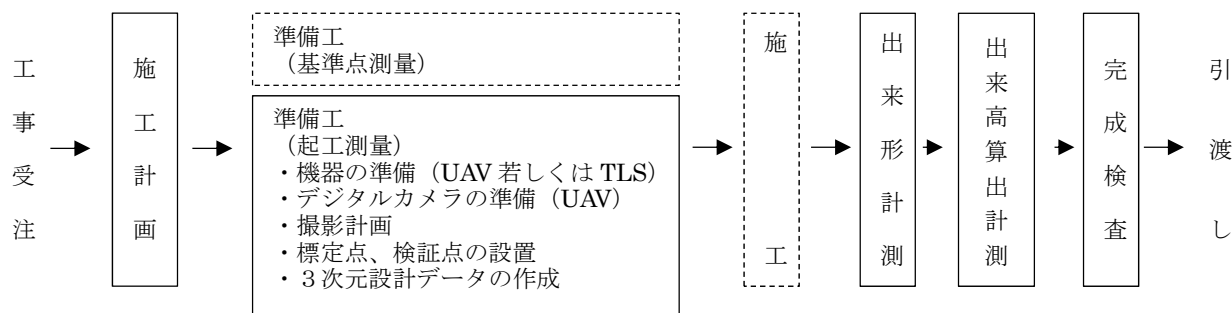 工事受注
施工計画
準備工
（基準点測量）
準備工
（起工測量）
・機器の準備（UAV 若しくは TLS）
・デジタルカメラの準備（UAV）
・撮影計画
・標定点、検証点の設置
・３次元設計データの作成
施工
出来形計測
出来高算出計測
完成検査
引渡し